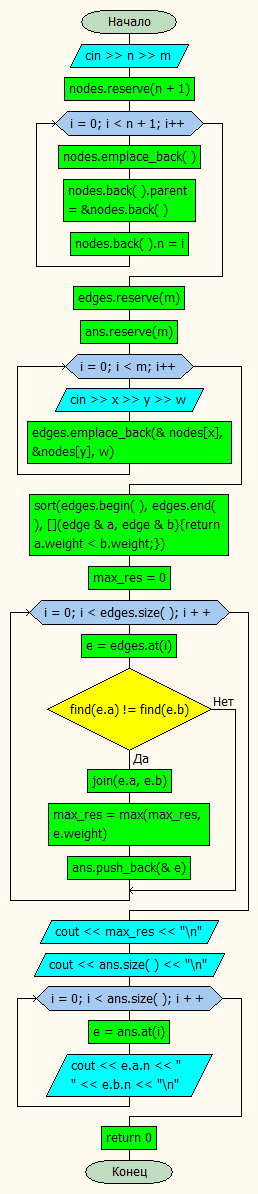 Начало
cin >> n >> m
nodes.reserve(n + 1)
i = 0; i < n + 1; i++
nodes.emplace_back( )
nodes.back( ).parent
= &nodes.back( )
nodes.back( ).n = i
edges.reserve(m)
ans.reserve(m)
i = 0; i < m; i++
cin >> x >> y >> w
edges.emplace_back(& nodes[x],
&nodes[y], w)
sort(edges.begin( ), edges.end(
), [](edge & a, edge & b){return
a.weight < b.weight;})
max_res = 0
i = 0; i < edges.size( ); i + +
e = edges.at(i)
find(e.a) != find(e.b)
Нет
Да
join(e.a, e.b)
max_res = max(max_res,
e.weight)
ans.push_back(& e)
cout << max_res << "\n"
cout << ans.size( ) << "\n"
i = 0; i < ans.size( ); i + +
e = ans.at(i)
cout << e.a.n << "
" << e.b.n << "\n"
return 0
Конец